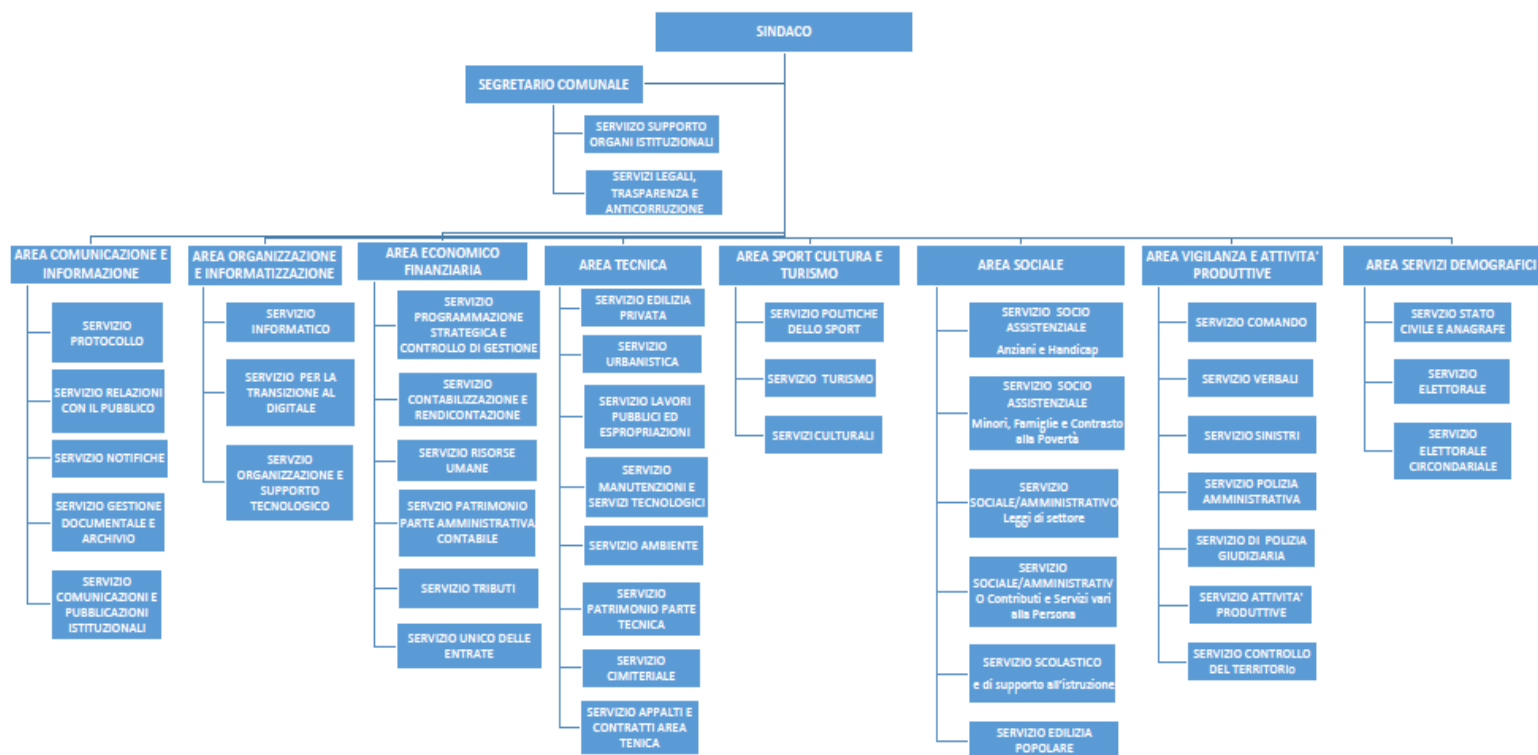 SINDACO
SEGRETARIO COMUNALE
SERVIIZO SUPPORTO
ORGANI ISTITUZIONALI
SERVIZI LEGALI,
TRASPARENZA E
ANTICORRUZIONE
AREA COMUNICAZIONE E
INFORMAZIONE
SERVIZIO
PROTOCOLLO
SERVIZIO RELAZIONI
CON IL PUBBLICO
SERVIZIO NOTIFICHE
SERVIZIO GESTIONE
DOCUMENTALE E
ARCHIVIO
SERVIZIO
COMUNICAZIONI E
PUBBLICAZIONI
ISTITUZIONALI
AREA ORGANIZZAZIONE
E INFORMATIZZAZIONE
SERVIZIO
INFORMATICO
SERVIZIO PER LA
TRANSIZIONE AL
DIGITALE
SERVZIO
ORGANIZZAZIONE E
SUPPORTO
TECNOLOGICO
AREA ECONOMICO
FINANZIARIA
SERVIZIO
PROGRAMMAZIONE
STRATEGICA E
CONTROLLO DI GESTIONE
SERVIZIO
CONTABILIZZAZIONE E
RENDICONTAZIONE
SERVIZIO RISORSE
UMANE
SERVZIO PATRIMONIO
PARTE AMMINISTRATIVA
CONTABILE
SERVIZIO TRIBUTI
SERVIZIO UNICO DELLE
ENTRATE
AREA TECNICA
SERVIZIO EDILIZIA
PRIVATA
SERVIZIO
URBANISTICA
SERVIZIO LAVORI
PUBBLICI ED
ESPROPRIAZIONI
SERVIZIO
MANUTENZIONI E
SERVIZI TECNOLOGICI
SERVIZIO AMBIENTE
SERVIZIO
PATRIMONIO PARTE
TECNICA
SERVIZIO
CIMITERIALE
SERVIZIO APPALTI E
CONTRATTI AREA
TENICA
AREA SPORT CULTURA E
TURISMO
SERVIZIO POLITICHE
DELLO SPORT
SERVIZIO TURISMO
SERVIZI CULTURALI
AREA SOCIALE
SERVIZIO SOCIO
ASSISTENZIALE
Anziani e Handicap
SERVIZIO SOCIO
ASSISTENZIALE
Minori, Famiglie e Contrasto
alla Povertà
SERVIZIO
SOCIALE/AMMINISTRATIVO
Leggi di settore
SERVIZIO
SOCIALE/AMMINISTRATIV
O Contributi e Servizi vari
alla Persona
SERVIZIO SCOLASTICO
e di supporto all'istruzione
SERVIZIO EDILIZIA
POPOLARE
AREA VIGILANZA E ATTIVITA'
PRODUTTIVE
SERVIZIO COMANDO
SERVIZIO VERBALI
SERVIZIO SINISTRI
SERVIZIO POLIZIA
AMMINISTRATIVA
SERVIZIO DI POLIZIA
GIUDIZIARIA
SERVIZIO ATTIVITA'
PRODUTTIVE
SERVIZIO CONTROLLO
DEL TERRITORIo
AREA SERVIZI DEMOGRAFICI
SERVZIO STATO
CIVILE E ANAGRAFE
SERVIZIO
ELETTORALE
SERVIZIO
ELETTORALE
CIRCONDARIALE